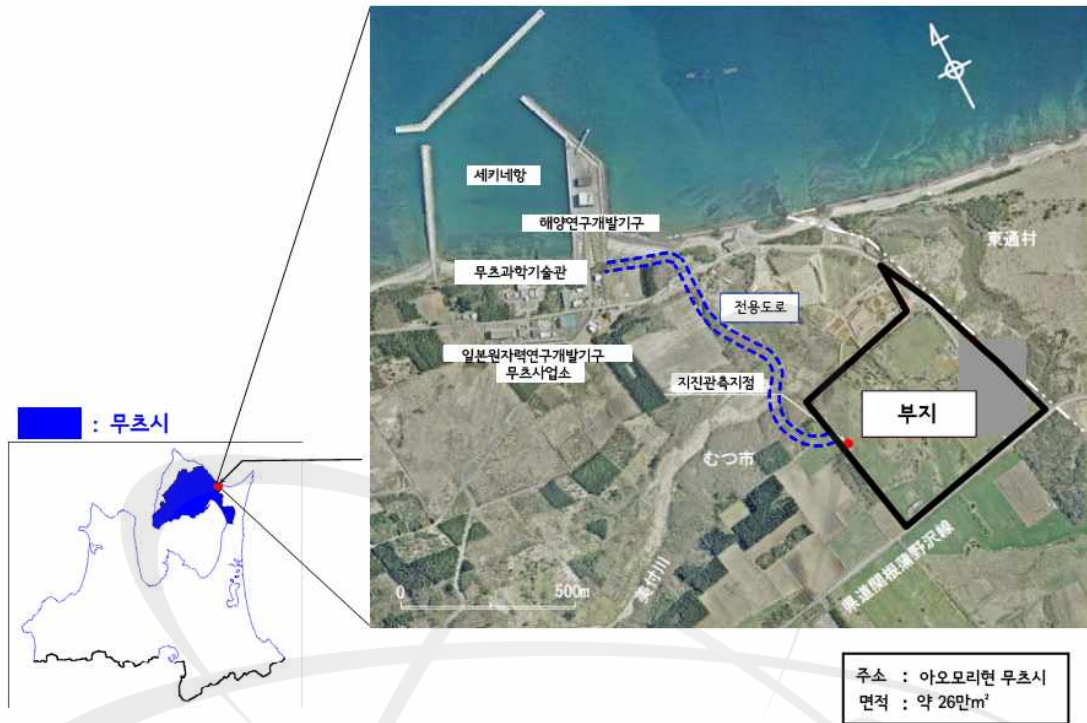 세키네항
해양연구개발기구
東通村
무츠과학기술관
전용도로
일본원자력연구개발기구
무츠사업소
지진관측지점
부지
: 무츠시
むつ市
美付川
県道関根蒲野沢線
0 500m
주소 : 아오모리현 무츠시
면적 : 약 26만m²